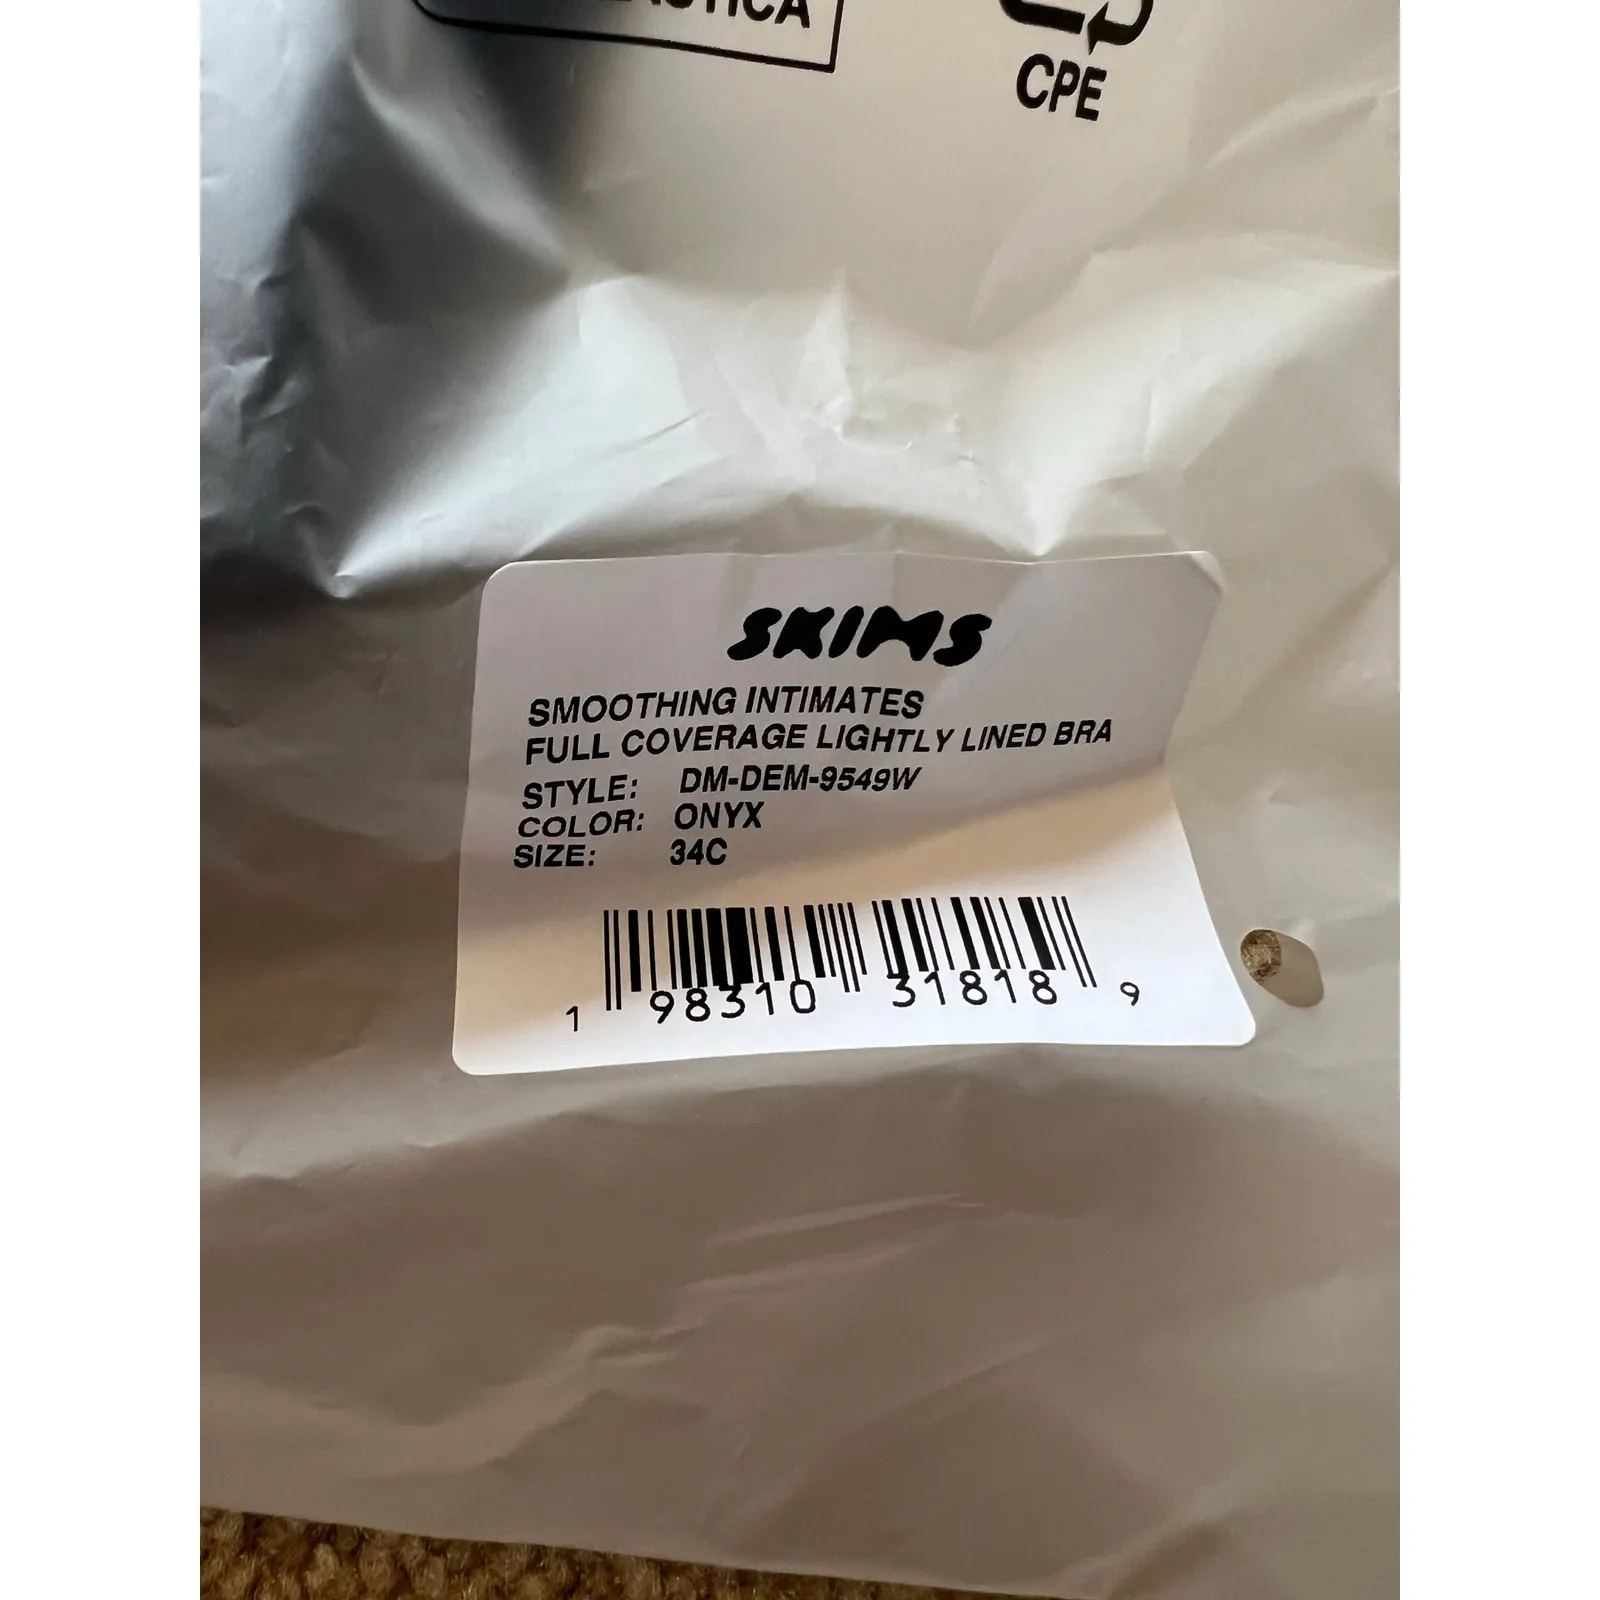 CPE
SKIMS
SMOOTHING INTIMATES
FULL COVERAGE LIGHTLY LINED BRA
STYLE: DM-DEM-9549W
COLOR: ONYX
SIZE: 34C
1 98310 31818 9